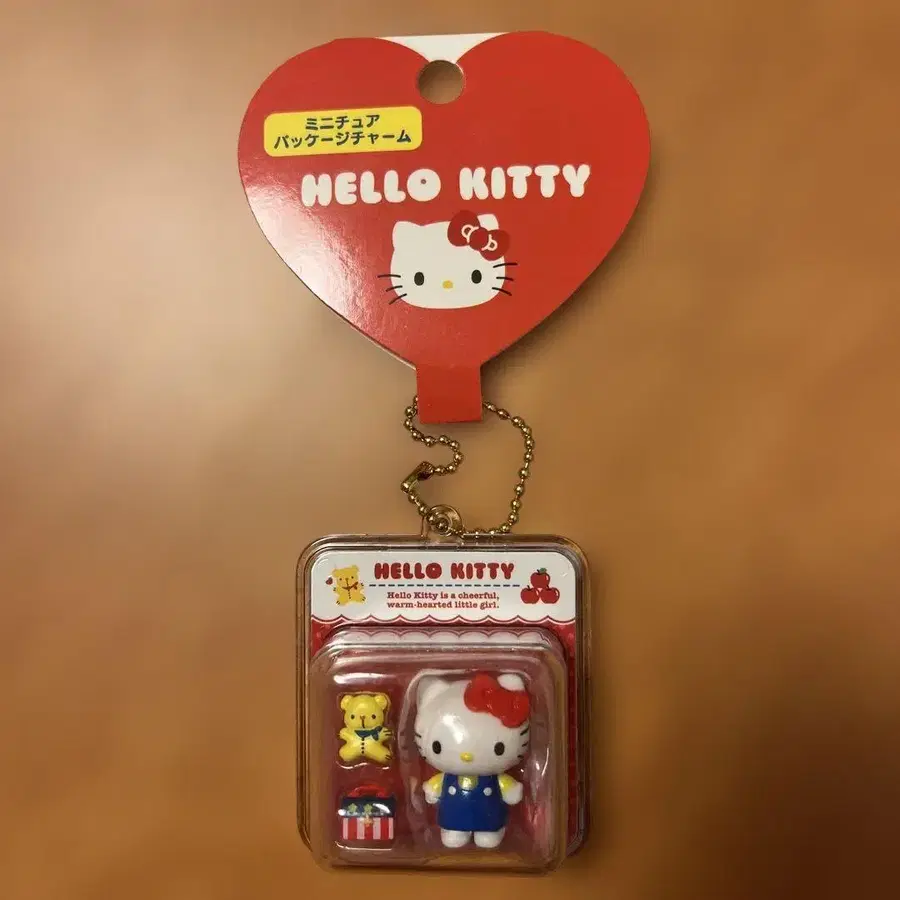 ミニチュア
パッケージチャーム
HELLO KITTY
HELLO KITTY
Hello Kitty is a cheerful,
warm-hearted little girl.